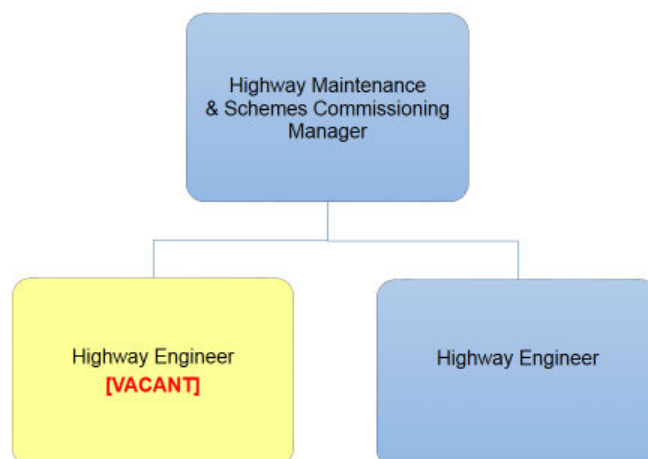 Highway Maintenance
& Schemes Commissioning
Manager
Highway Engineer
[VACANT]
Highway Engineer